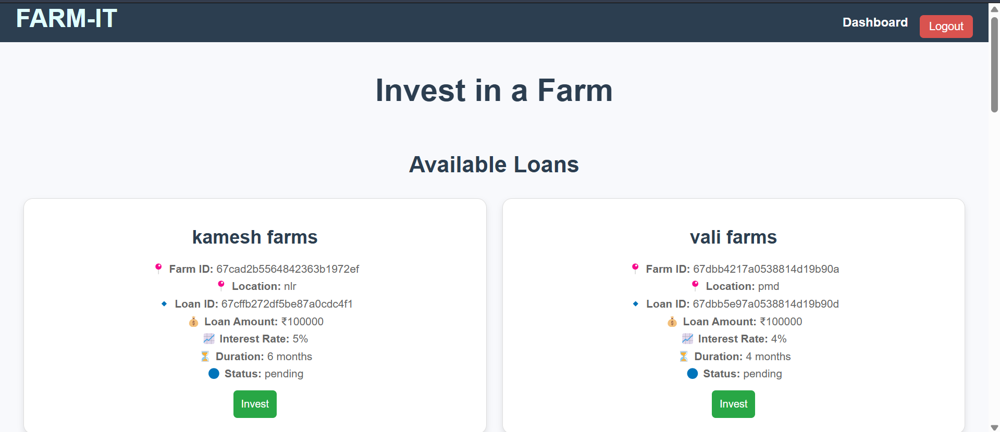 FARM-IT
Dashboard
Logout
Invest in a Farm
Available Loans
kamesh farms
Farm ID: 67cad2b5564842363b1972ef
Location: nlr
Loan ID: 67cffb272df5be87a0cdc4f1
Loan Amount: ₹100000
Interest Rate: 5%
Duration: 6 months
Status: pending
Invest
vali farms
Farm ID: 67dbb4217a0538814d19b90a
Location: pmd
Loan ID: 67dbb5e97a0538814d19b90d
Loan Amount: ₹100000
Interest Rate: 4%
Duration: 4 months
Status: pending
Invest